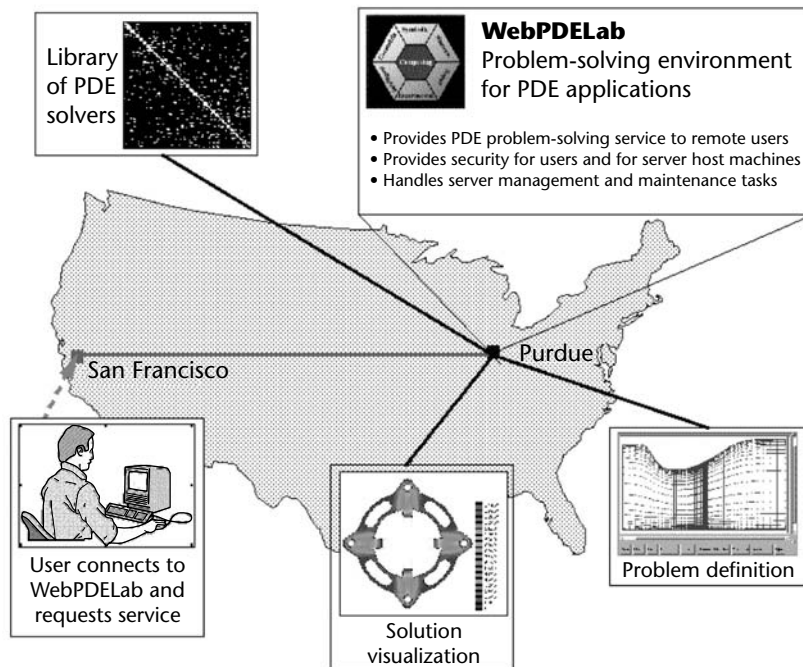 Library
of PDE
solvers
WebPDELab
Problem-solving environment
for PDE applications
• Provides PDE problem-solving service to remote users
• Provides security for users and for server host machines
• Handles server management and maintenance tasks
San Francisco
Purdue
User connects to
WebPDELab and
requests service
Solution
visualization
Problem definition